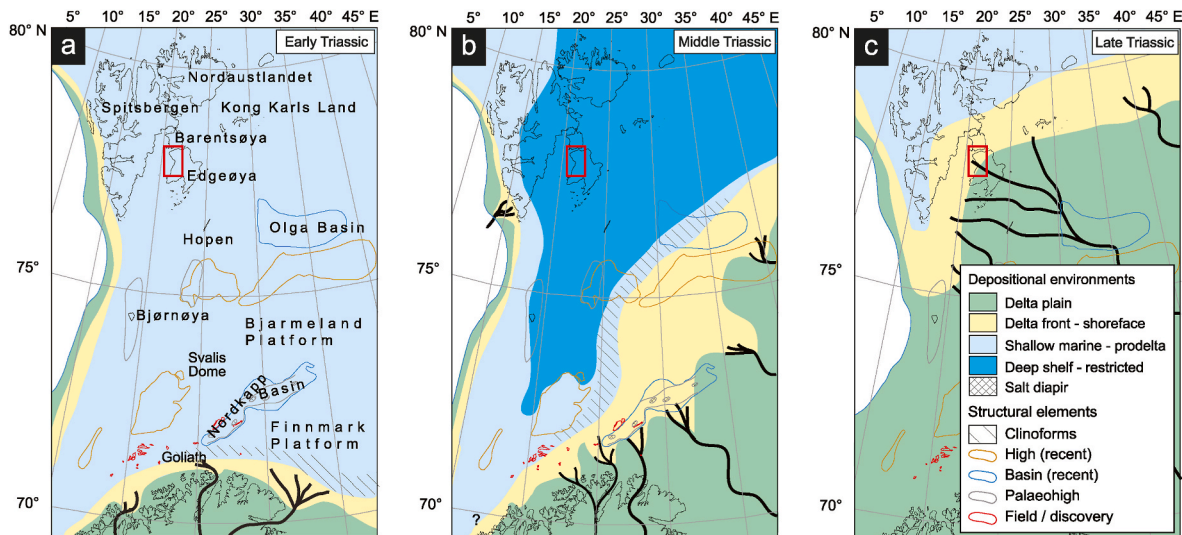 5° 10° 15° 20° 25° 30° 35° 40° 45° E
80° N
a
Early Triassic
Nordaustlandet
Spitsbergen
Kong Karls Land
Barentsøya
Edgeøya
Olga Basin
Hopen
75°
Bjørnøya
Bjarmeland
Platform
Svalis
Dome
Nordkapp
Basin
Finnmark
Platform
Goliath
70°
5° 10° 15° 20° 25° 30° 35° 40° 45° E
80° N
b
Middle Triassic
75°
70°
?
5° 10° 15° 20° 25° 30° 35° 40° 45° E
80° N
c
Late Triassic
75°
70°
Depositional environments
Delta plain
Delta front - shoreface
Shallow marine - prodelta
Deep shelf - restricted
Salt diapir
Structural elements
Clinoforms
High (recent)
Basin (recent)
Palaeohigh
Field / discovery